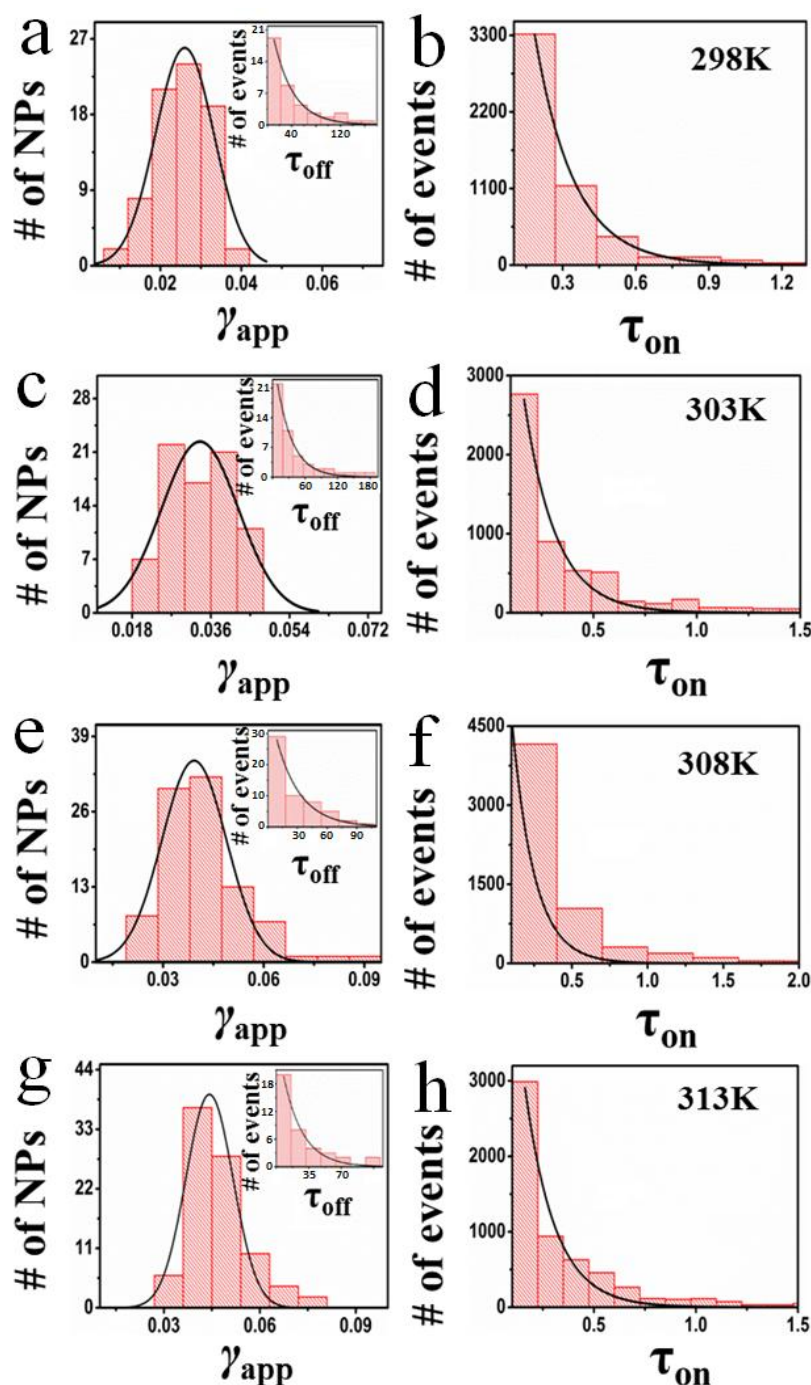 a
# of NPs
27
18
9
0
0.02
0.04
0.06
γapp
# of events
21
14
7
0
40
120
τoff
b
298K
# of events
3300
2200
1100
0
0.3
0.6
0.9
1.2
τon
c
# of NPs
28
21
14
7
0
0.018
0.036
0.054
0.072
γapp
# of events
21
14
7
0
60
120
180
τoff
d
303K
# of events
3000
2000
1000
0
0.5
1.0
1.5
τon
e
# of NPs
39
26
13
0
0.03
0.06
0.09
γapp
# of events
30
20
10
0
30
60
90
τoff
f
308K
# of events
4500
3000
1500
0
0.5
1.0
1.5
2.0
τon
g
# of NPs
44
33
22
11
0
0.03
0.06
0.09
γapp
# of events
18
12
6
0
35
70
τoff
h
313K
# of events
3000
2000
1000
0
0.5
1.0
1.5
τon